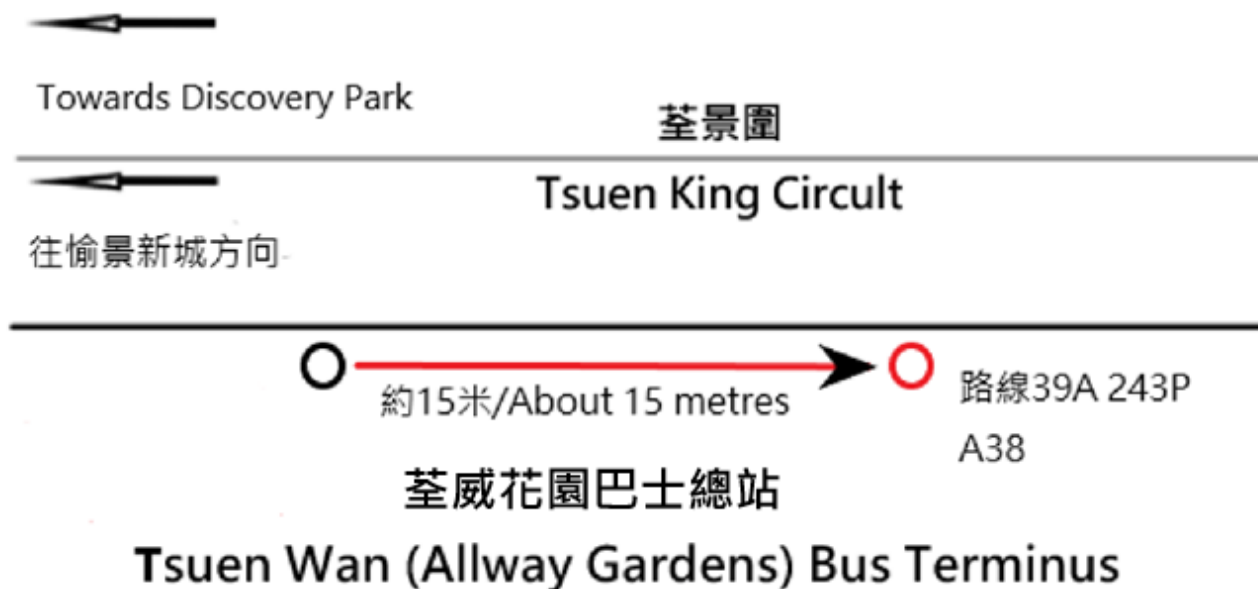 Towards Discovery Park
荃景圍
Tsuen King Circult
往愉景新城方向
約15米/About 15 metres
路線39A 243P
A38
荃威花園巴士總站
Tsuen Wan (Allway Gardens) Bus Terminus